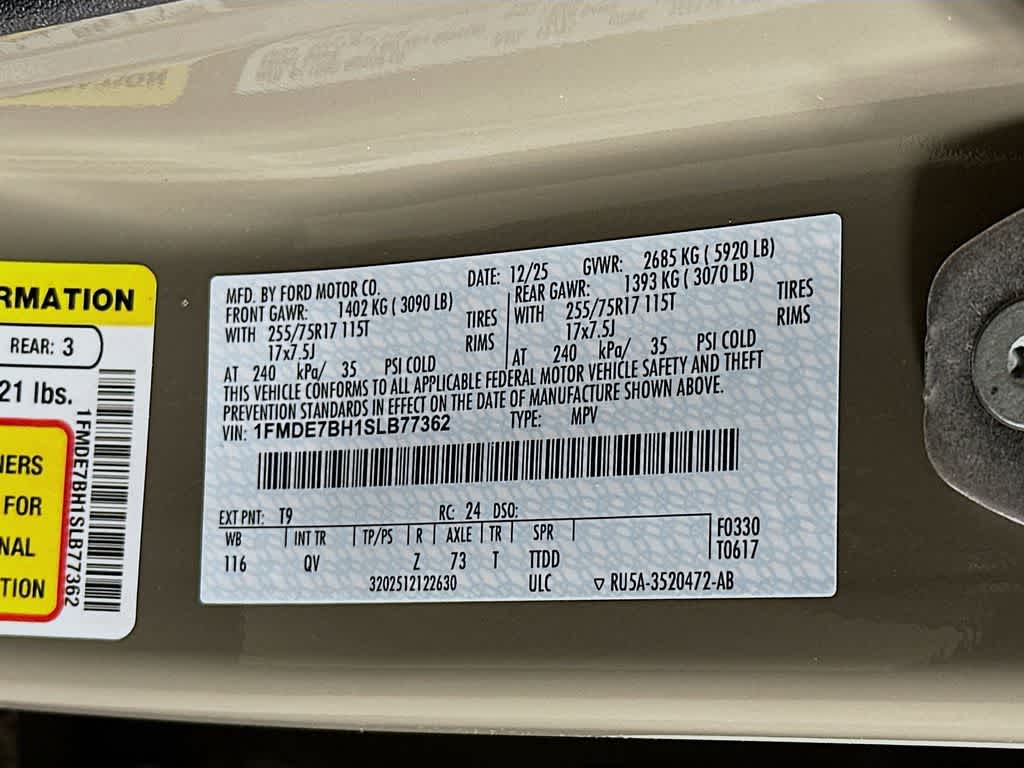 RMATION
REAR: 3
21 lbs.
NERS
FOR
NAL
TION
1FMDE7BH1SLB77362
MFD. BY FORD MOTOR CO. DATE: 12/25 GVWR: 2685 KG ( 5920 LB)
FRONT GAWR: 1402 KG ( 3090 LB) REAR GAWR: 1393 KG ( 3070 LB)
WITH 255/75R17 115T TIRES WITH 255/75R17 115T TIRES
17x7.5J RIMS 17x7.5J RIMS
AT 240 kPa/ 35 PSI COLD AT 240 kPa/ 35 PSI COLD
THIS VEHICLE CONFORMS TO ALL APPLICABLE FEDERAL MOTOR VEHICLE SAFETY AND THEFT
PREVENTION STANDARDS IN EFFECT ON THE DATE OF MANUFACTURE SHOWN ABOVE.
VIN: 1FMDE7BH1SLB77362 TYPE: MPV
EXT PNT: T9 RC: 24 DSO:
WB INT TR TP/PS R AXLE TR SPR F0330
116 QV Z 73 T TTDD T0617
3202512122630 ULC RU5A-3520472-AB